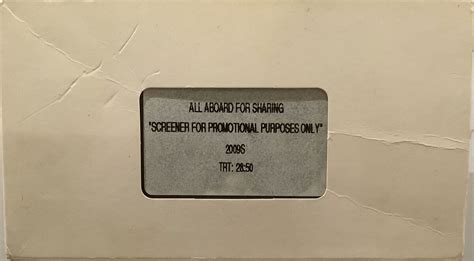 ALL ABOARD FOR SHARING
"SCREENER FOR PROMOTIONAL PURPOSES ONLY"
2009S
TRT: 28:50